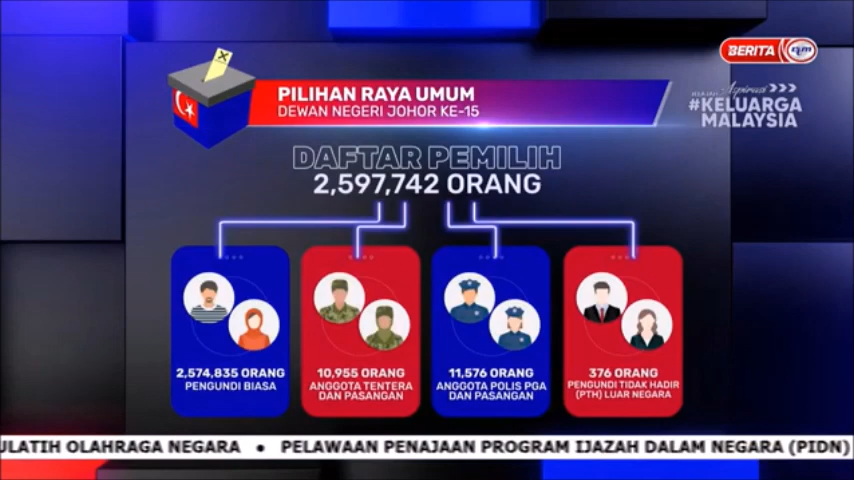 BERITA rtm
PILIHAN RAYA UMUM
DEWAN NEGERI JOHOR KE-15
Aspirasi
#KELUARGA
MALAYSIA
DAFTAR PEMILIH
2,597,742 ORANG
2,574,835 ORANG
PENGUNDI BIASA
10,955 ORANG
ANGGOTA TENTERA
DAN PASANGAN
11,576 ORANG
ANGGOTA POLIS PGA
DAN PASANGAN
376 ORANG
PENGUNDI TIDAK HADIR
(PTH) LUAR NEGARA
ULATIH OLAHRAGA NEGARA • PELAWAAN PENAJAAN PROGRAM IJAZAH DALAM NEGARA (PIDN)